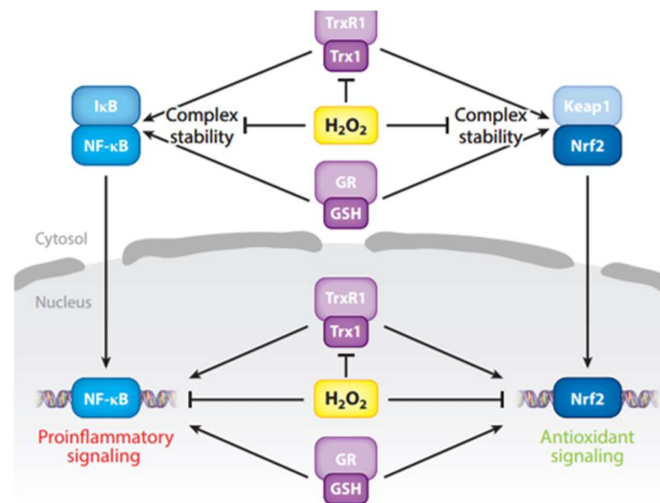 TrxR1
Trx1
IκB
NF-κB
Complex
stability
H2O2
Complex
stability
Keap1
Nrf2
GR
GSH
Cytosol
Nucleus
TrxR1
Trx1
NF-κB
H2O2
Nrf2
Proinflammatory
signaling
Antioxidant
signaling
GR
GSH